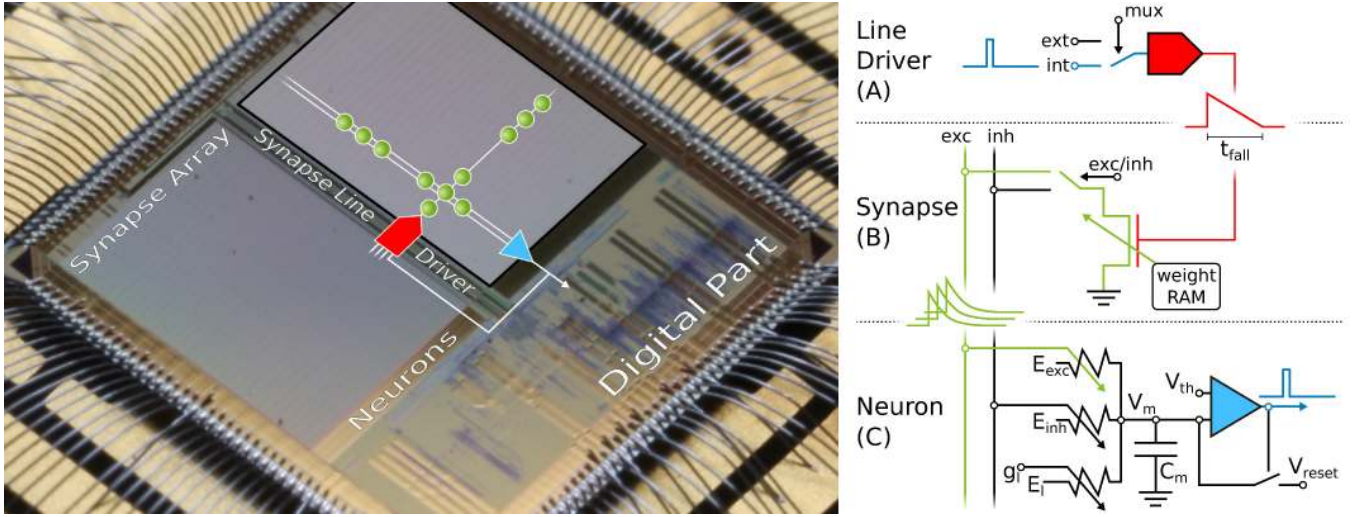 Synapse Array
Synapse Line
Driver
Neurons
Digital Part
Line
Driver
(A)
mux
ext
int
t_fall
exc inh
exc/inh
Synapse
(B)
weight
RAM
Neuron
(C)
E_exc
E_inh
g_l
E_l
V_m
C_m
V_th
V_reset